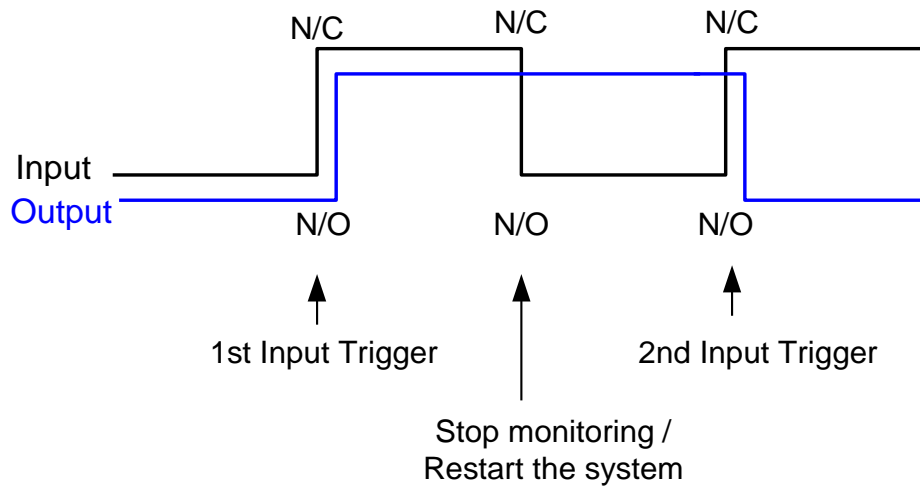 N/C
N/C
N/C
Input
Output
N/O
N/O
N/O
1st Input Trigger
2nd Input Trigger
Stop monitoring /
Restart the system